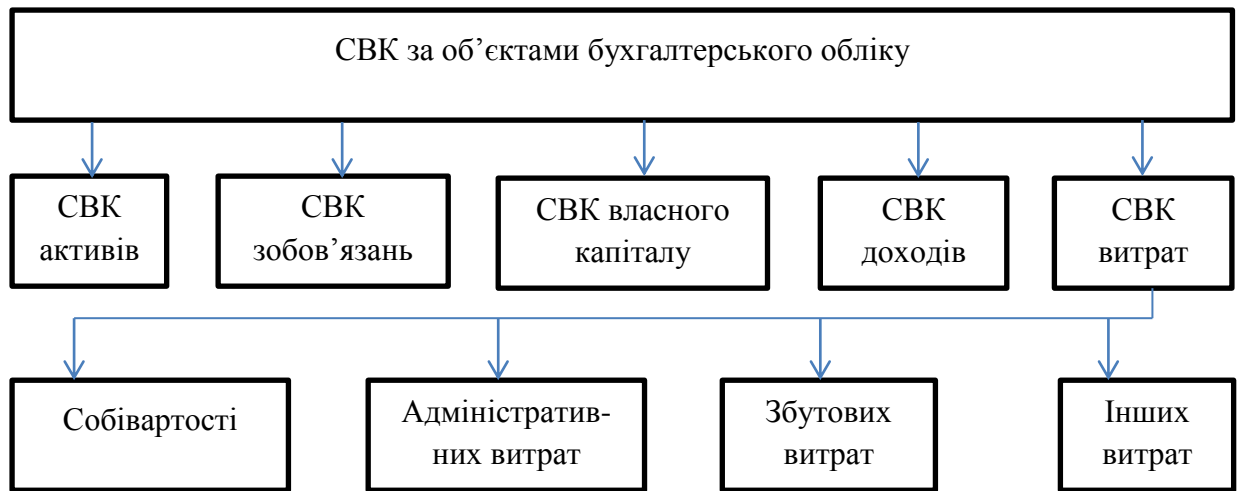 СВК за об’єктами бухгалтерського обліку
СВК
активів
СВК
зобов’язань
СВК власного
капіталу
СВК
доходів
СВК
витрат
Собівартості
Адміністратив-
них витрат
Збутових
витрат
Інших
витрат